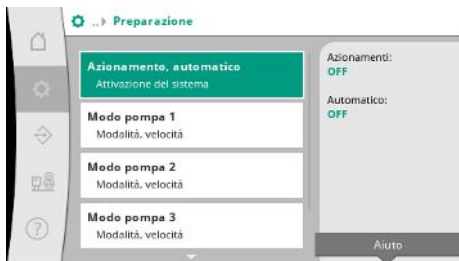 ..› Preparazione
Azionamento, automatico
Attivazione del sistema
Modo pompa 1
Modalità, velocità
Modo pompa 2
Modalità, velocità
Modo pompa 3
Modalità, velocità
Azionamenti:
OFF
Automatico:
OFF
Aiuto